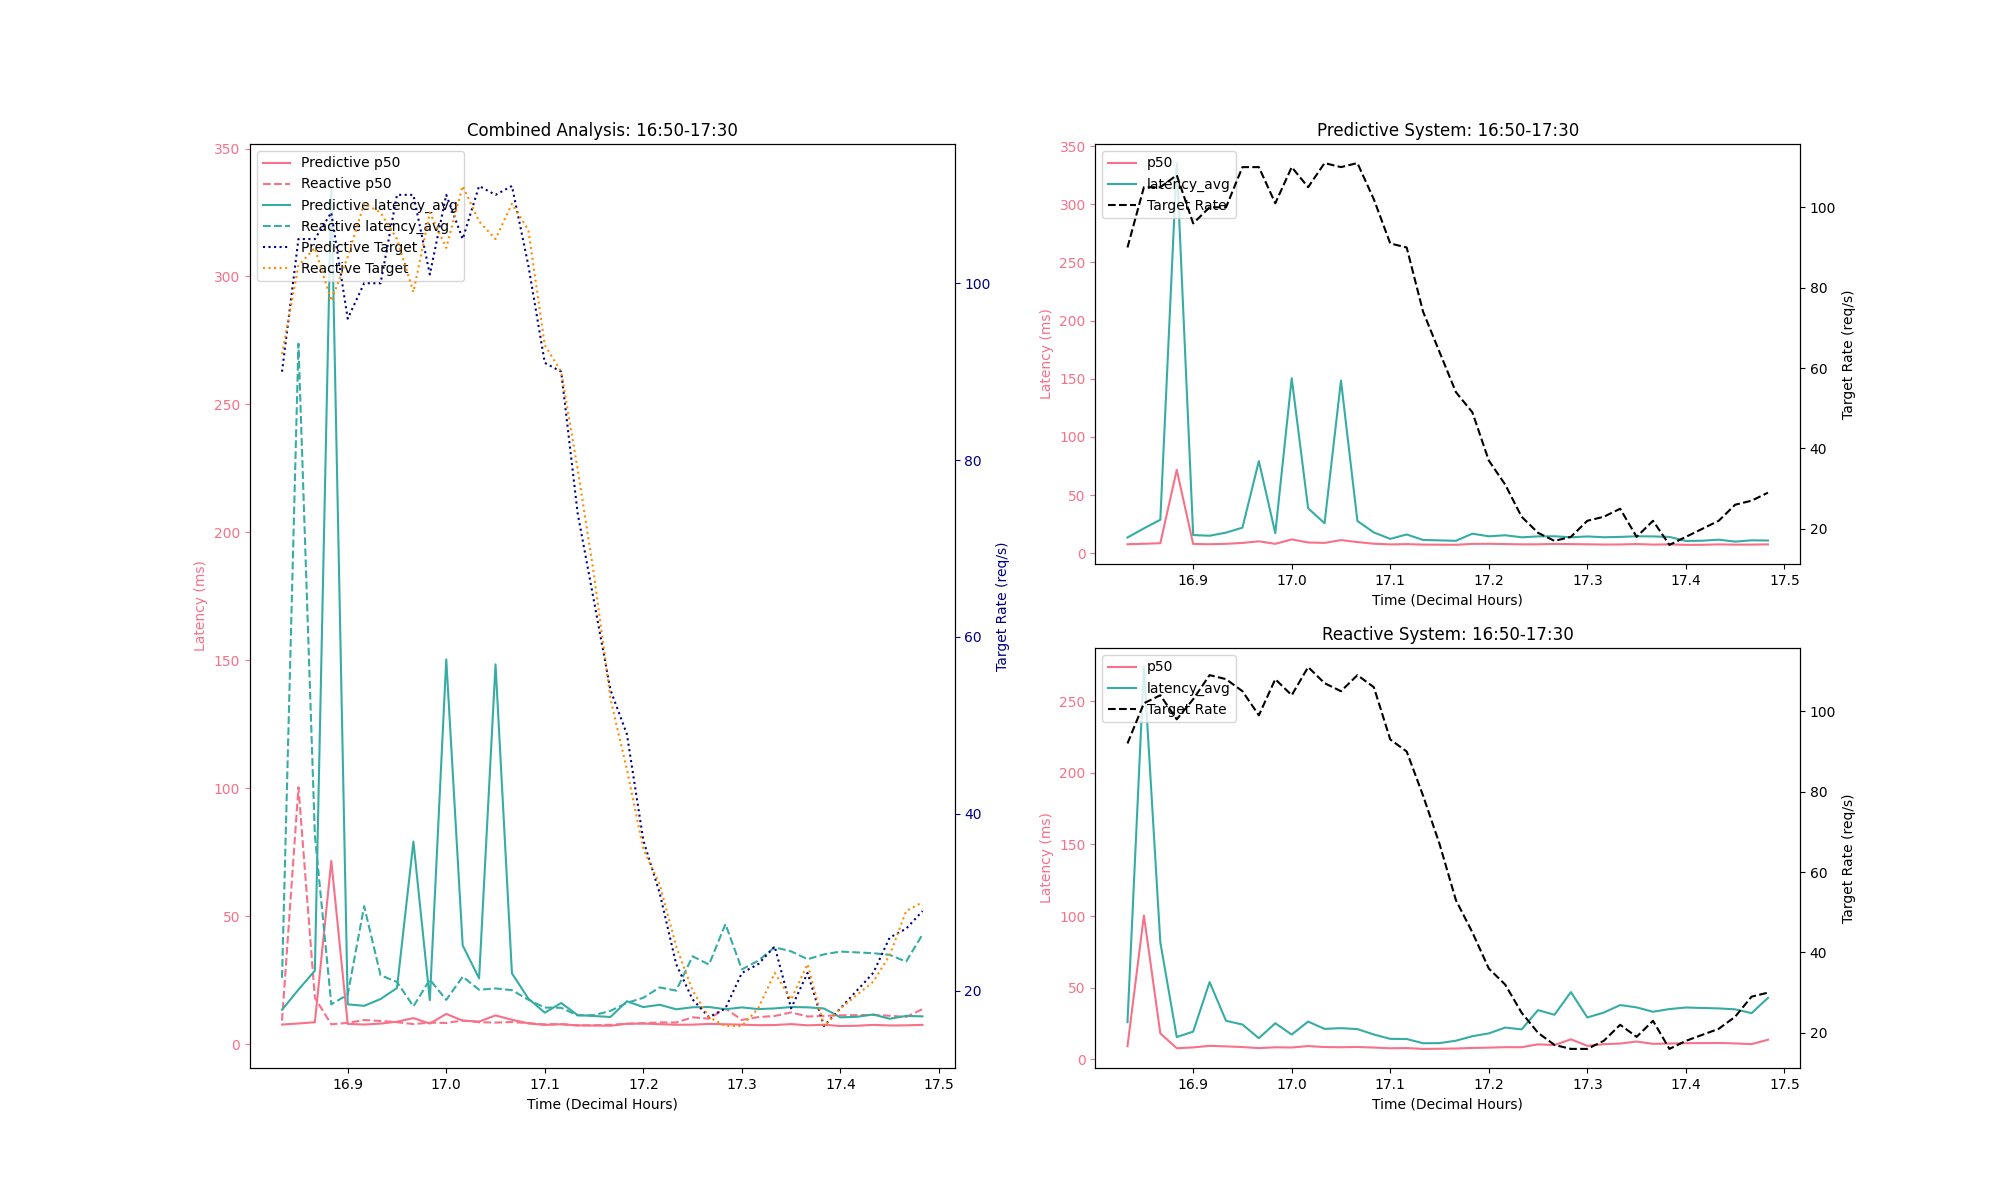 Combined Analysis: 16:50-17:30
Predictive p50
Reactive p50
Predictive latency_avg
Reactive latency_avg
Predictive Target
Reactive Target
350
300
250
200
150
100
50
0
Latency (ms)
100
80
60
40
20
Target Rate (req/s)
16.9 17.0 17.1 17.2 17.3 17.4 17.5
Time (Decimal Hours)
Predictive System: 16:50-17:30
p50
latency_avg
Target Rate
350
300
250
200
150
100
50
0
Latency (ms)
100
80
60
40
20
Target Rate (req/s)
16.9 17.0 17.1 17.2 17.3 17.4 17.5
Time (Decimal Hours)
Reactive System: 16:50-17:30
p50
latency_avg
Target Rate
250
200
150
100
50
0
Latency (ms)
100
80
60
40
20
Target Rate (req/s)
16.9 17.0 17.1 17.2 17.3 17.4 17.5
Time (Decimal Hours)